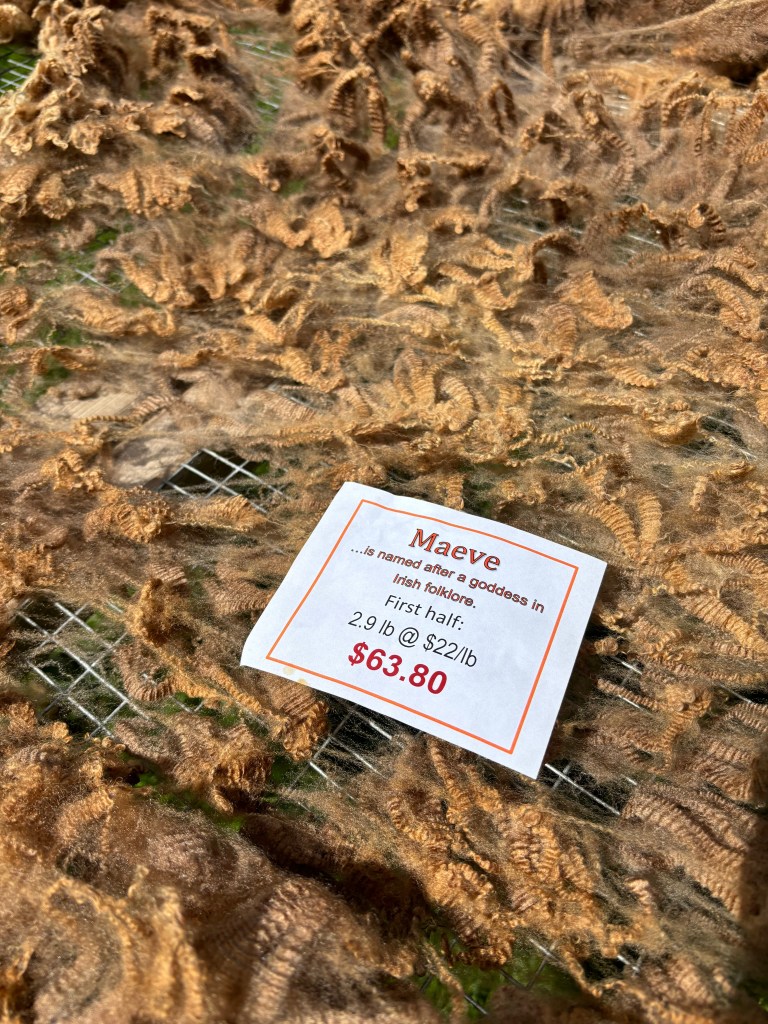 Maeve
...is named after a goddess in
Irish folklore.
First half:
2.9 lb @ $22/lb
$63.80